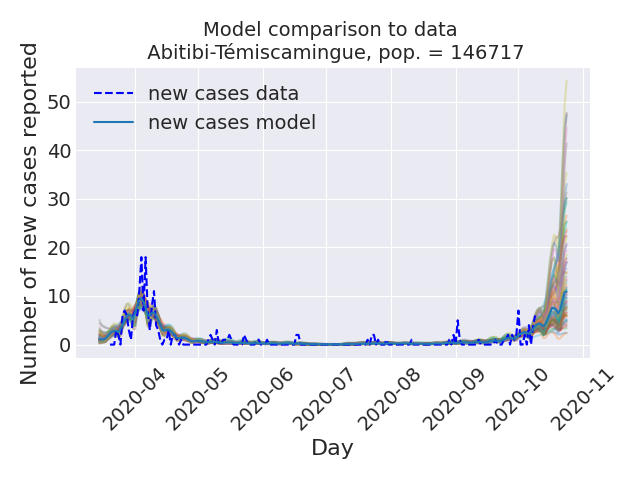 Model comparison to data
Abitibi-Témiscamingue, pop. = 146717
new cases data
new cases model
Number of new cases reported
50
40
30
20
10
0
2020-04
2020-05
2020-06
2020-07
2020-08
2020-09
2020-10
2020-11
Day